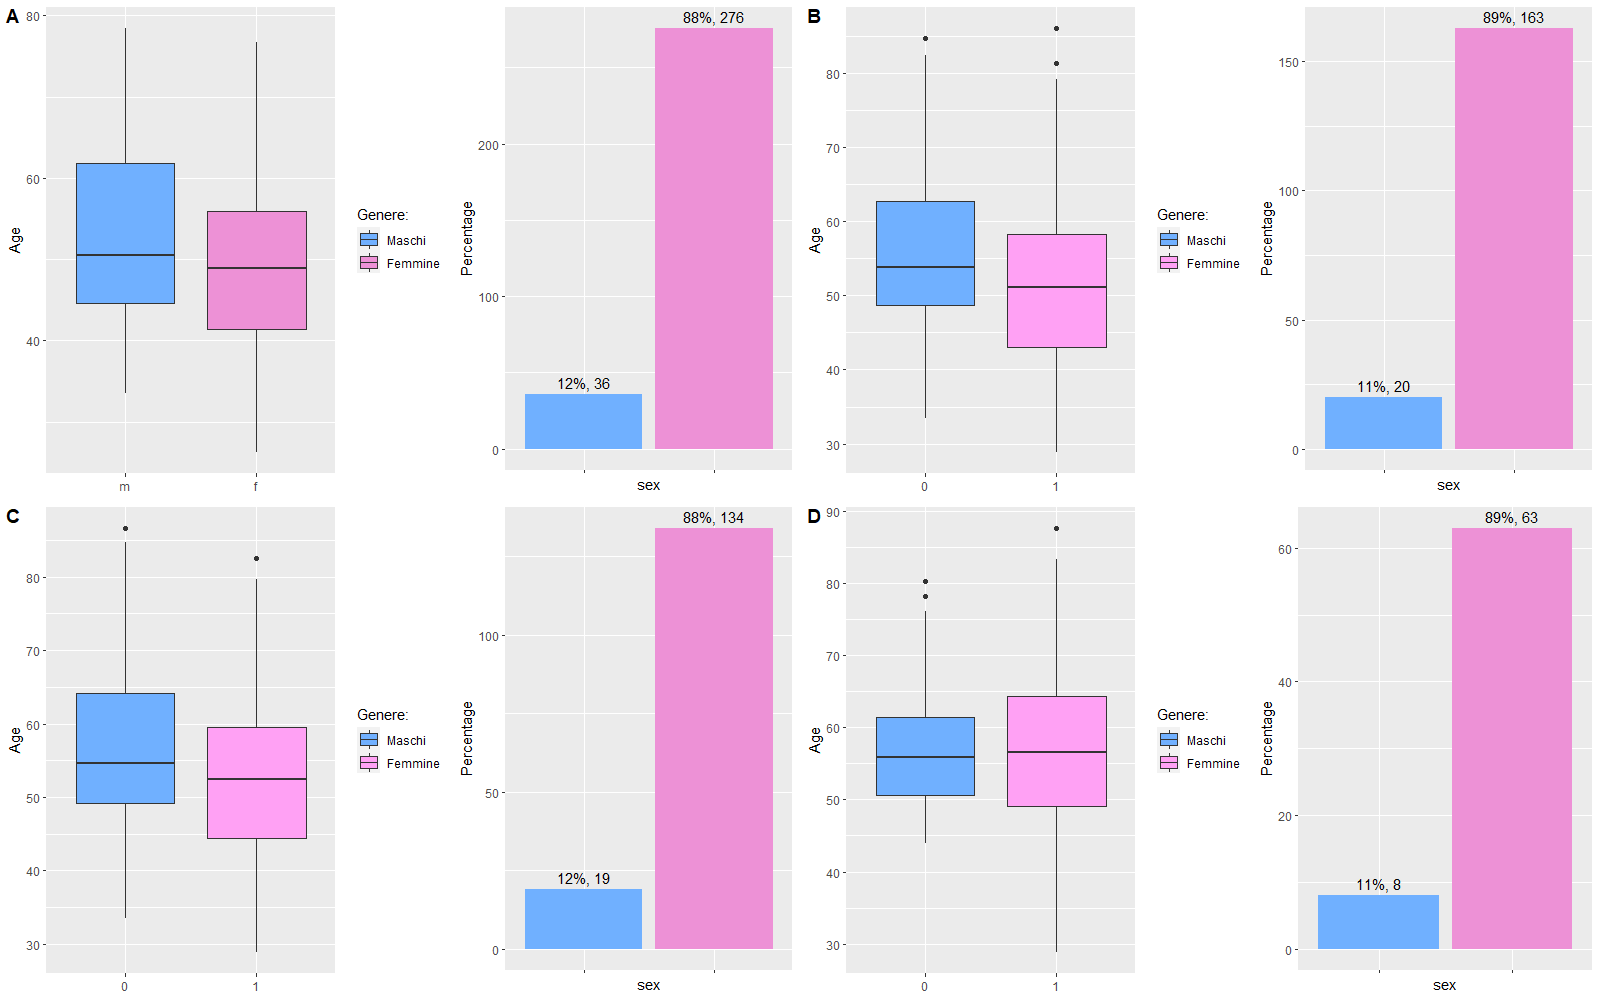 A
80
60
40
Age
m
f
Genere:
Maschi
Femmine
88%, 276
12%, 36
200
100
0
Percentage
sex
B
80
70
60
50
40
30
Age
0
1
Genere:
Maschi
Femmine
89%, 163
11%, 20
150
100
50
0
Percentage
sex
C
80
70
60
50
40
30
Age
0
1
Genere:
Maschi
Femmine
88%, 134
12%, 19
100
50
0
Percentage
sex
D
90
80
70
60
50
40
30
Age
0
1
Genere:
Maschi
Femmine
89%, 63
11%, 8
60
40
20
0
Percentage
sex